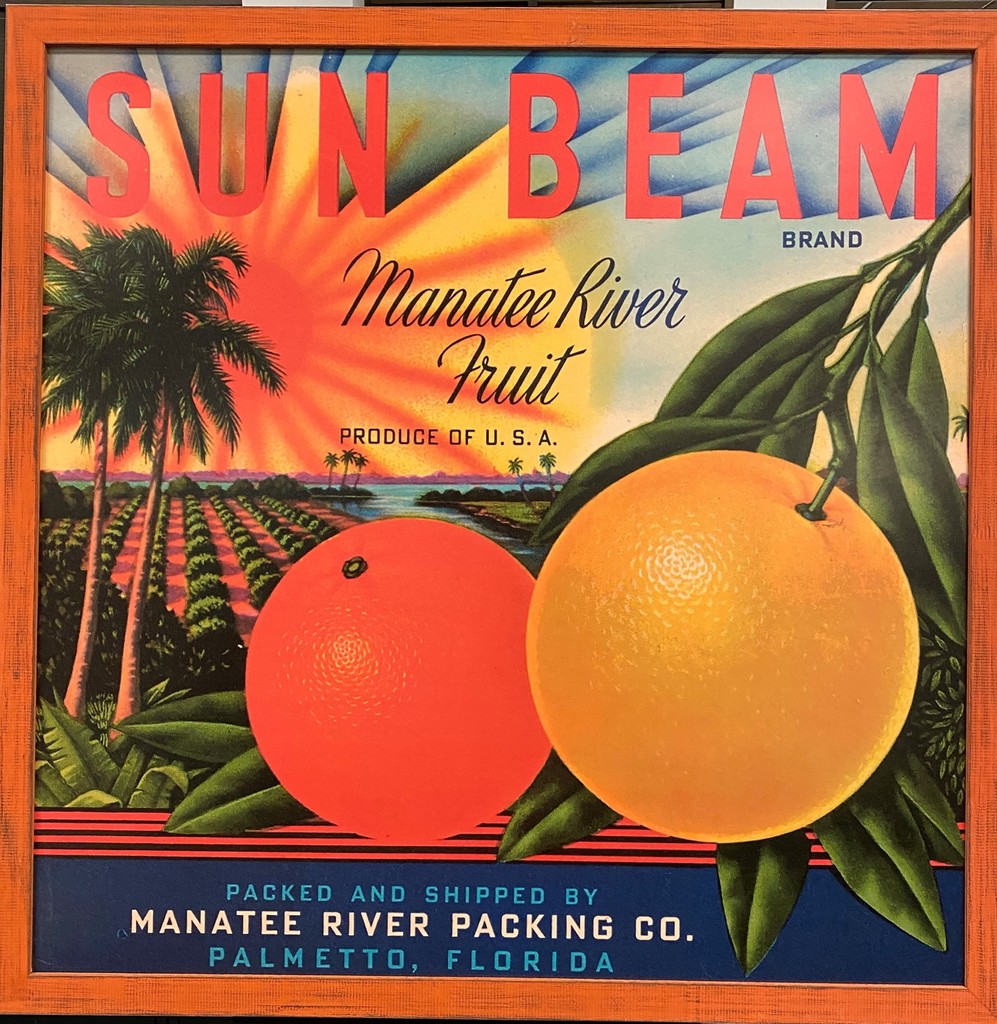 SUN BEAM
BRAND
Manatee River
Fruit
PRODUCE OF U. S. A.
PACKED AND SHIPPED BY
MANATEE RIVER PACKING CO.
PALMETTO, FLORIDA